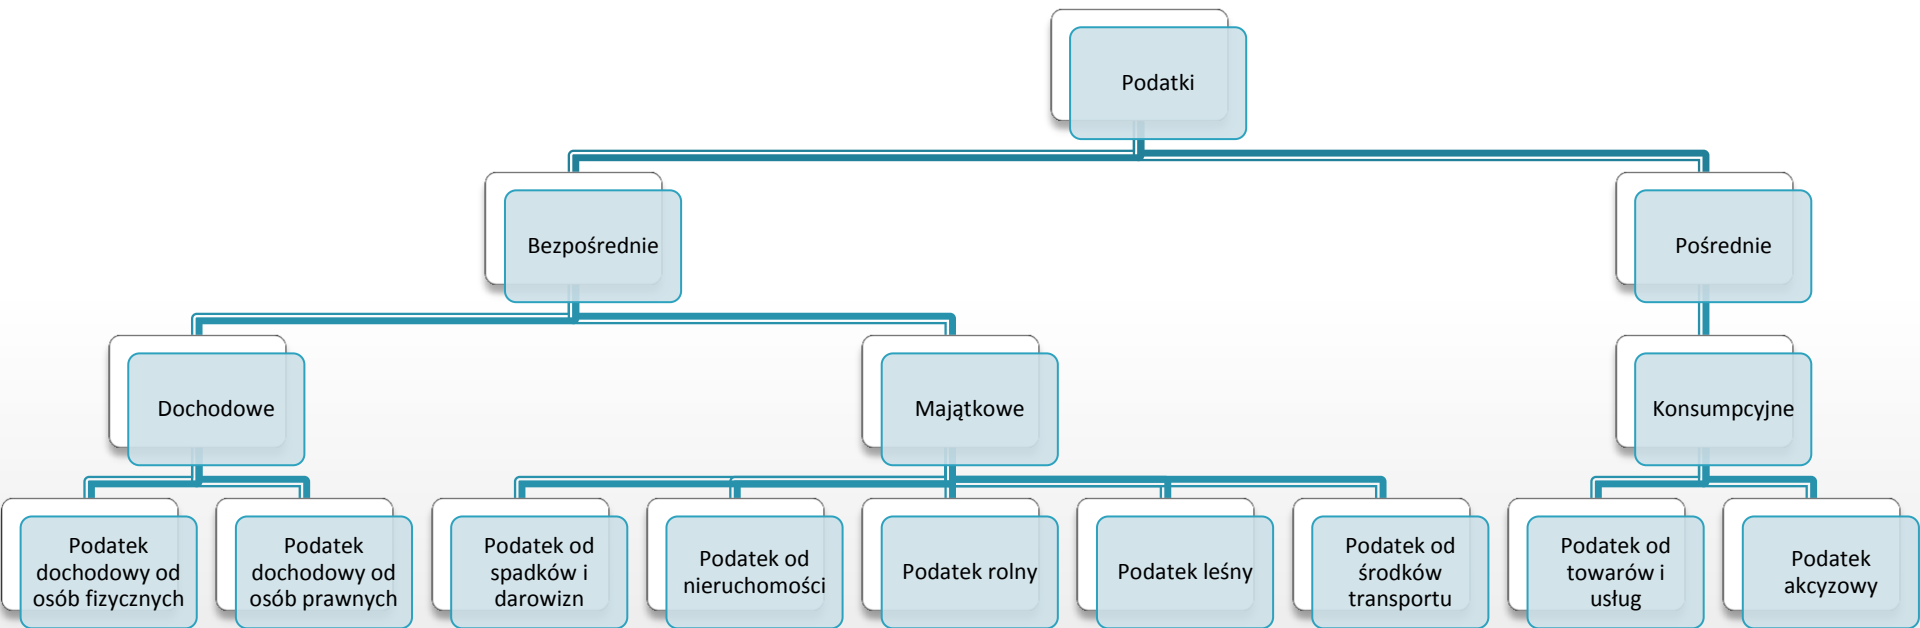 Podatki
Bezpośrednie
Pośrednie
Dochodowe
Majątkowe
Konsumpcyjne
Podatek
dochodowy od
osób fizycznych
Podatek
dochodowy od
osób prawnych
Podatek od
spadków i
darowizn
Podatek od
nieruchomości
Podatek rolny
Podatek leśny
Podatek od
środków
transportu
Podatek od
towarów i
usług
Podatek
akcyzowy